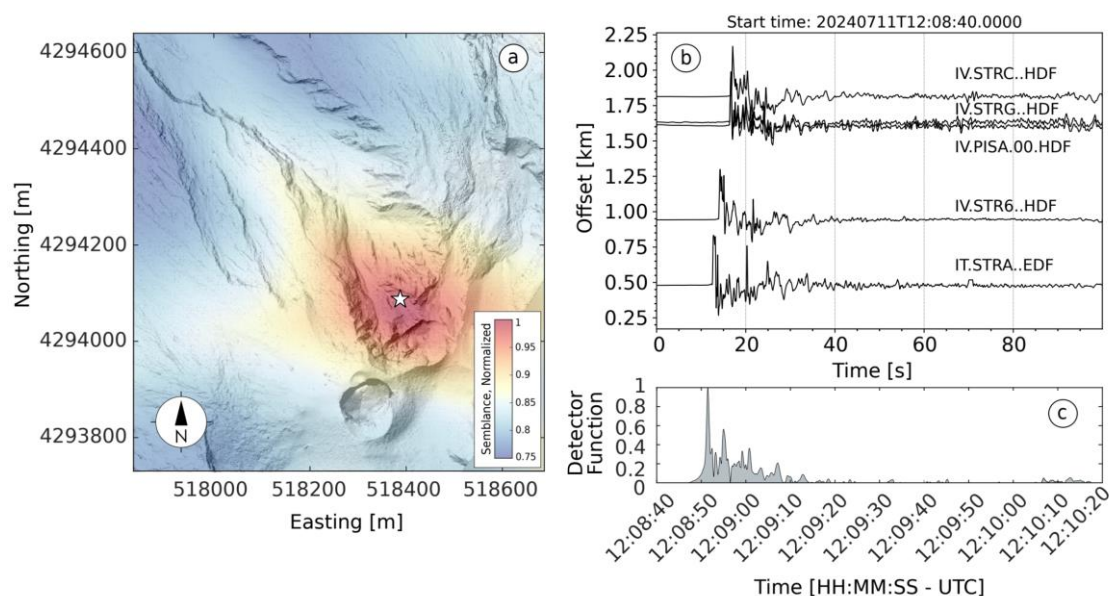 a
4294600
4294400
4294200
4294000
4293800
Northing [m]
518000
518200
518400
518600
Easting [m]
N
Semblance, Normalized
1
0.95
0.9
0.85
0.8
0.75
Start time: 20240711T12:08:40.0000
b
2.25
2.00
1.75
1.50
1.25
1.00
0.75
0.50
0.25
Offset [km]
IV.STRC..HDF
IV.STRG..HDF
IV.PISA.00.HDF
IV.STR6..HDF
IT.STRA..EDF
0
20
40
60
80
Time [s]
c
1
0.8
0.6
0.4
0.2
0
Detector
Function
12:08:40
12:08:50
12:09:00
12:09:10
12:09:20
12:09:30
12:09:40
12:09:50
12:10:00
12:10:10
12:10:20
Time [HH:MM:SS - UTC]